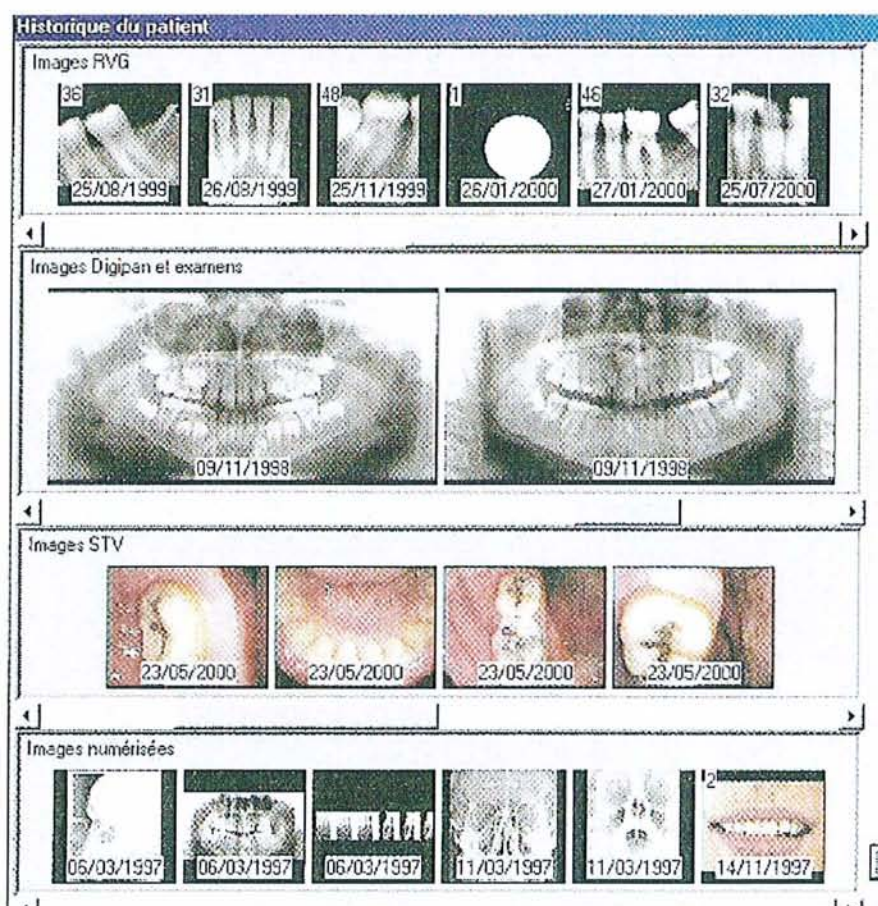 Historique du patient
Images RVG
36 31 48 1 46 32
25/08/1999 26/08/1999 25/11/1999 26/01/2000 27/01/2000 25/07/2000
Images Digipan et examens
09/11/1998 09/11/1998
Images STV
23/05/2000 23/05/2000 23/05/2000 23/05/2000
Images numérisées
2
06/03/1997 06/03/1997 06/03/1997 11/03/1997 11/03/1997 14/11/1997